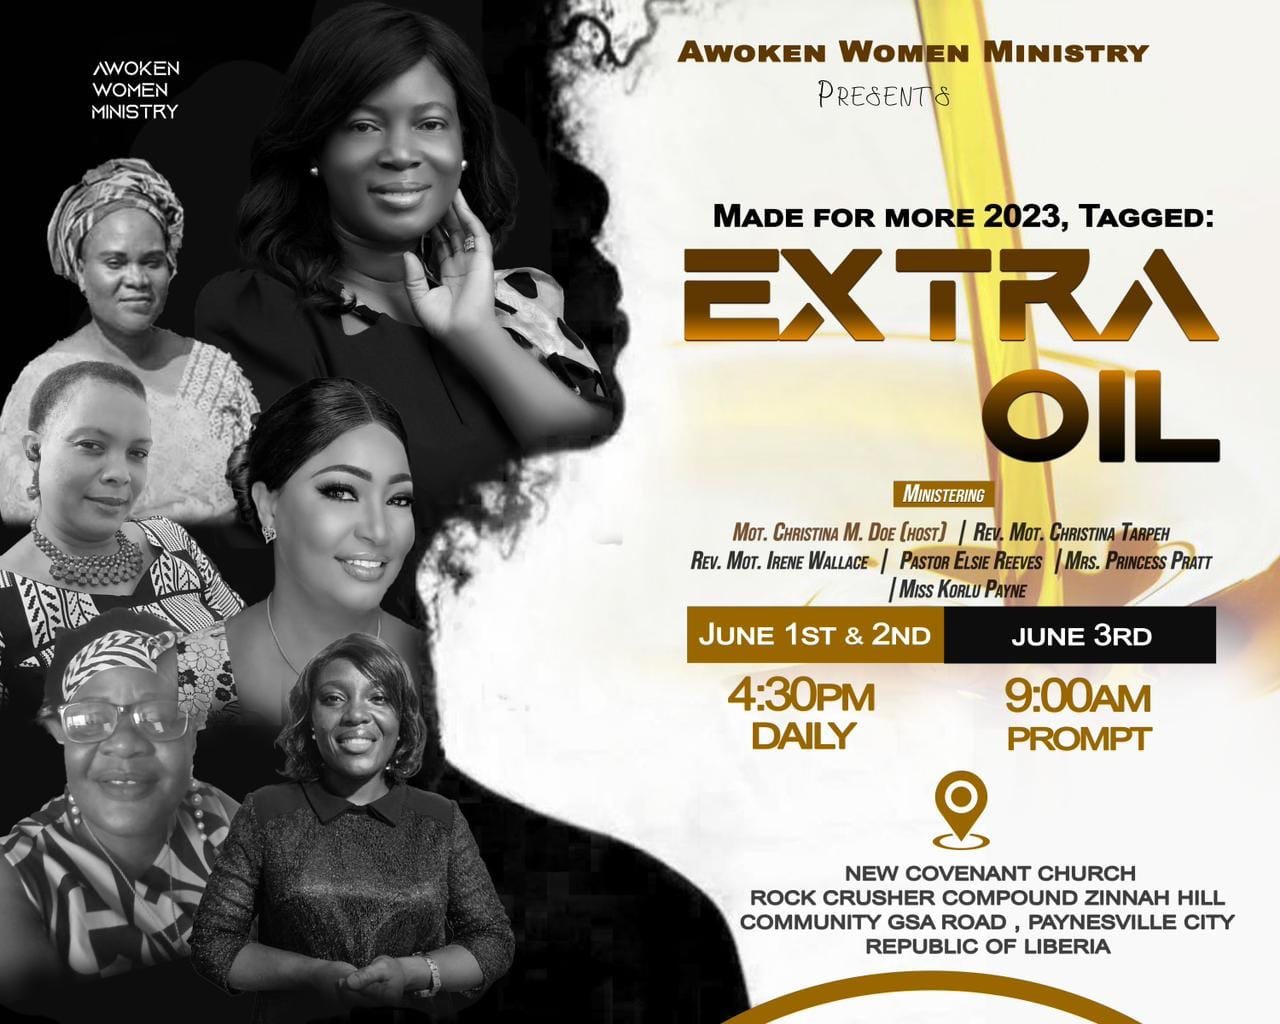 AWOKEN
WOMEN
MINISTRY
AWOKEN WOMEN MINISTRY
PRESENTS
MADE FOR MORE 2023, TAGGED:
EXTRA
OIL
MINISTERING
MOT. CHRISTINA M. DOE (HOST) | REV. MOT. CHRISTINA TARPEH
REV. MOT. IRENE WALLACE | PASTOR ELSIE REEVES | MRS. PRINCESS PRATT
| MISS KORLU PAYNE
JUNE 1ST & 2ND
4:30PM
DAILY
JUNE 3RD
9:00AM
PROMPT
NEW COVENANT CHURCH
ROCK CRUSHER COMPOUND ZINNAH HILL
COMMUNITY GSA ROAD , PAYNESVILLE CITY
REPUBLIC OF LIBERIA